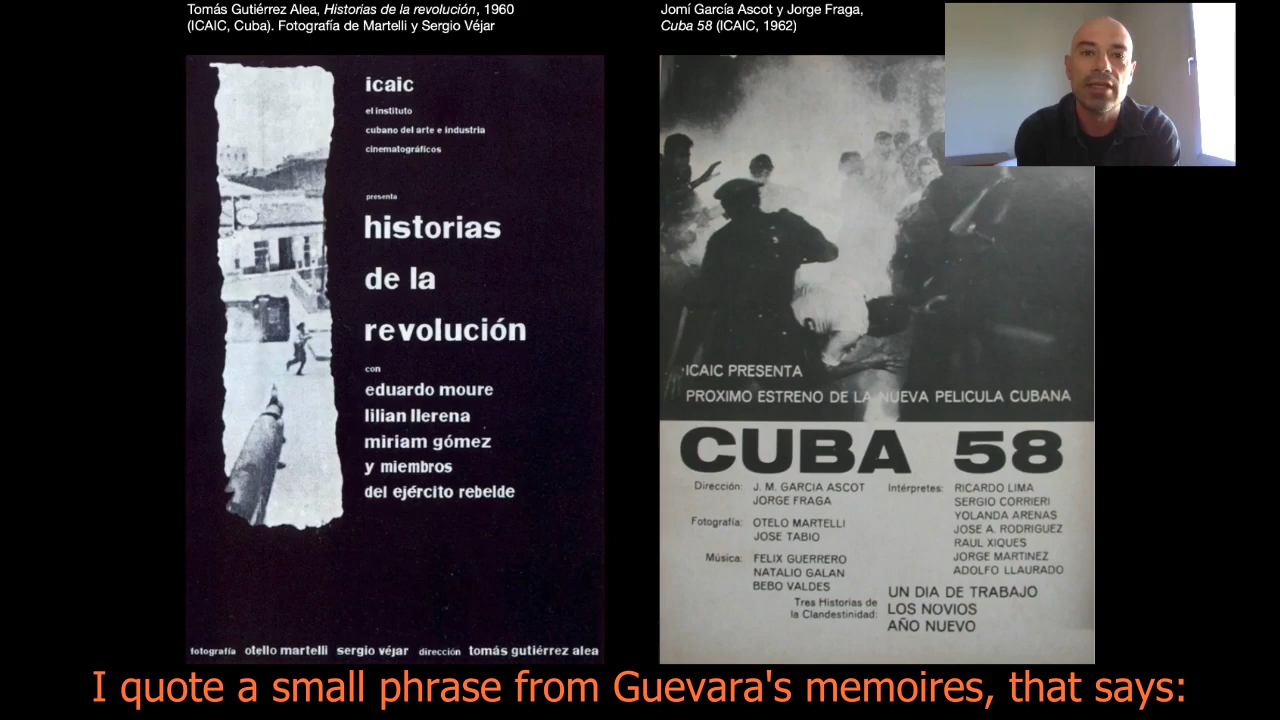 Tomás Gutiérrez Alea, Historias de la revolución, 1960
(ICAIC, Cuba). Fotografía de Martelli y Sergio Véjar
Jomí García Ascot y Jorge Fraga,
Cuba 58 (ICAIC, 1962)
icaic
el instituto
cubano del arte e industria
cinematográficos
presenta
historias
de la
revolución
con
eduardo moure
lilian llerena
miriam gómez
y miembros
del ejército rebelde
fotografía otello martelli sergio véjar dirección tomás gutiérrez alea
ICAIC PRESENTA
PROXIMO ESTRENO DE LA NUEVA PELICULA CUBANA
CUBA 58
Dirección: J. M. GARCIA ASCOT
JORGE FRAGA
Fotografía: OTELO MARTELLI
JOSE TABIO
Música: FELIX GUERRERO
NATALIO GALAN
BEBO VALDES
Intérpretes: RICARDO LIMA
SERGIO CORRIERI
YOLANDA ARENAS
JOSE A. RODRIGUEZ
RAUL XIQUES
JORGE MARTINEZ
ADOLFO LLAURADO
Tres Historias de
la Clandestinidad:
UN DIA DE TRABAJO
LOS NOVIOS
AÑO NUEVO
I quote a small phrase from Guevara's memoires, that says: